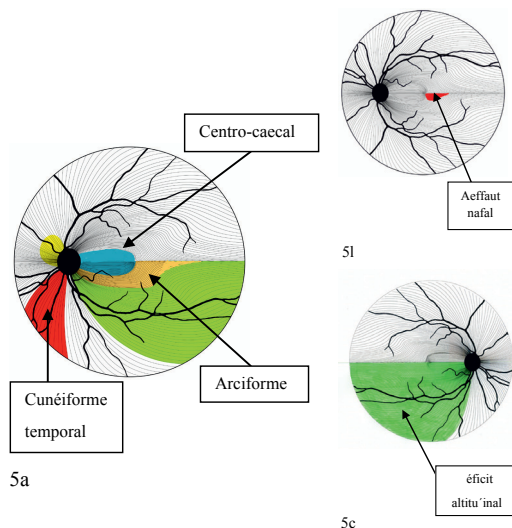 Centro-caecal
Arciforme
Cunéiforme
temporal
5a
Aeffaut
nafal
5l
éficit
altitu´inal
5c